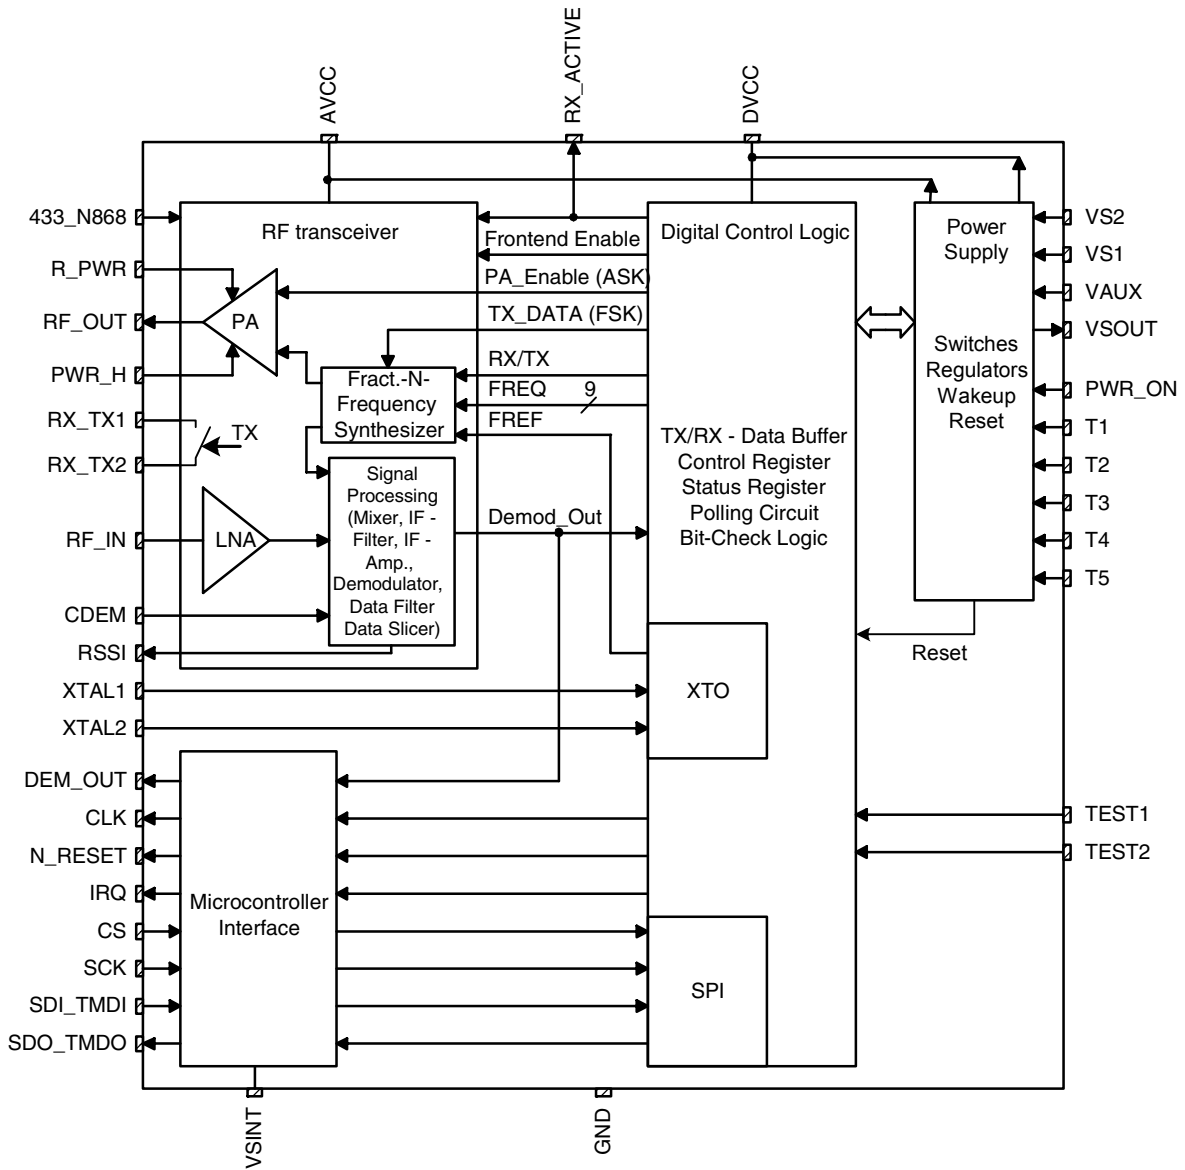 AVCC
RX_ACTIVE
DVCC
433_N868
R_PWR
RF_OUT
PWR_H
RX_TX1
RX_TX2
RF_IN
CDEM
RSSI
XTAL1
XTAL2
DEM_OUT
CLK
N_RESET
IRQ
CS
SCK
SDI_TMDI
SDO_TMDO
RF transceiver
PA
TX
LNA
Fract.-N-
Frequency
Synthesizer
Signal
Processing
(Mixer, IF -
Filter, IF -
Amp.,
Demodulator,
Data Filter
Data Slicer)
Frontend Enable
PA_Enable (ASK)
TX_DATA (FSK)
RX/TX
FREQ
9
FREF
Demod_Out
Digital Control Logic
TX/RX - Data Buffer
Control Register
Status Register
Polling Circuit
Bit-Check Logic
XTO
SPI
Microcontroller
Interface
Power
Supply
Switches
Regulators
Wakeup
Reset
Reset
VS2
VS1
VAUX
VSOUT
PWR_ON
T1
T2
T3
T4
T5
TEST1
TEST2
VSINT
GND